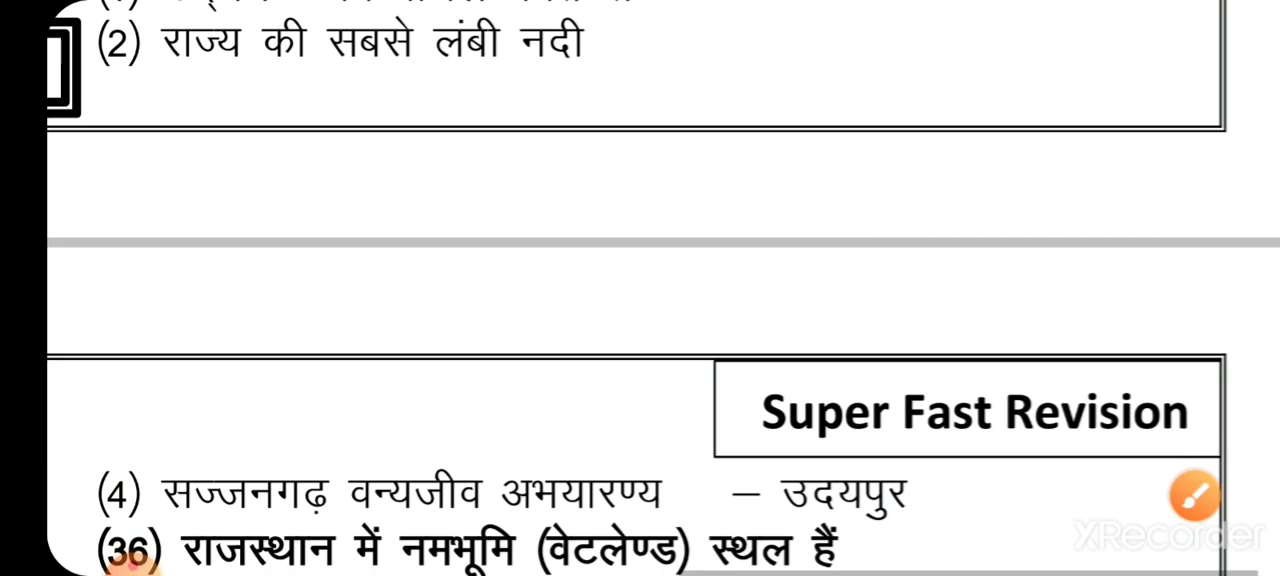 (2) राज्य की सबसे लंबी नदी
Super Fast Revision
(4) सज्जनगढ़ वन्यजीव अभयारण्य – उदयपुर
(36) राजस्थान में नमभूमि (वेटलेण्ड) स्थल हैं
XRecorder